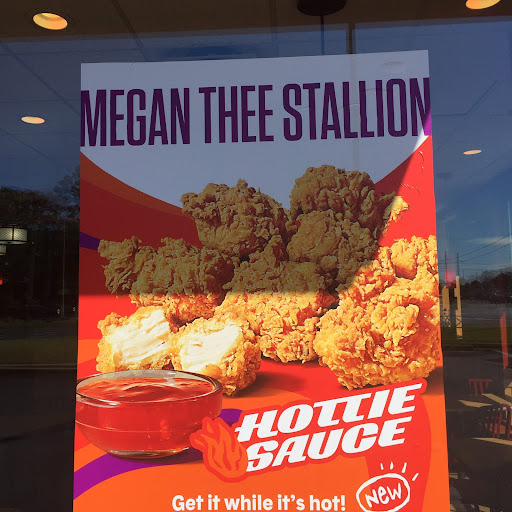 MEGAN THEE STALLION
HOTTIE
SAUCE
Get it while it's hot!
New